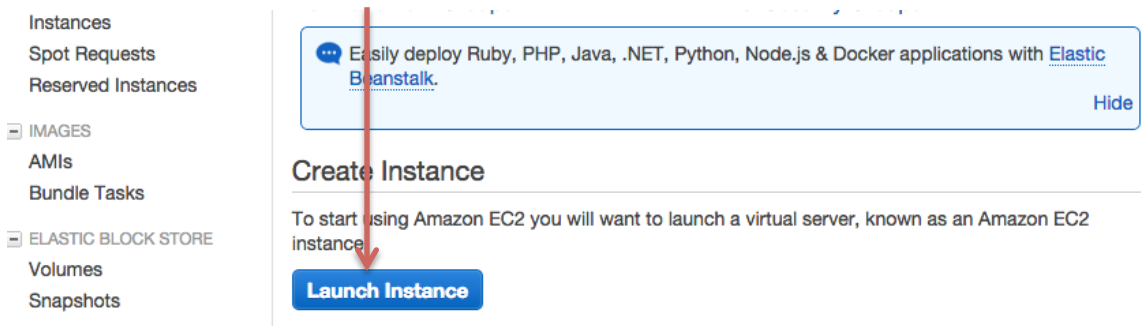 Instances
Spot Requests
Reserved Instances
IMAGES
AMIs
Bundle Tasks
ELASTIC BLOCK STORE
Volumes
Snapshots
Easily deploy Ruby, PHP, Java, .NET, Python, Node.js & Docker applications with Elastic
Beanstalk.
Hide
Create Instance
To start using Amazon EC2 you will want to launch a virtual server, known as an Amazon EC2
instance.
Launch Instance